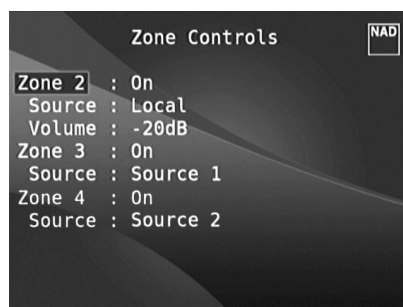 Zone Controls
NAD
Zone 2 : On
Source : Local
Volume : -20dB
Zone 3 : On
Source : Source 1
Zone 4 : On
Source : Source 2